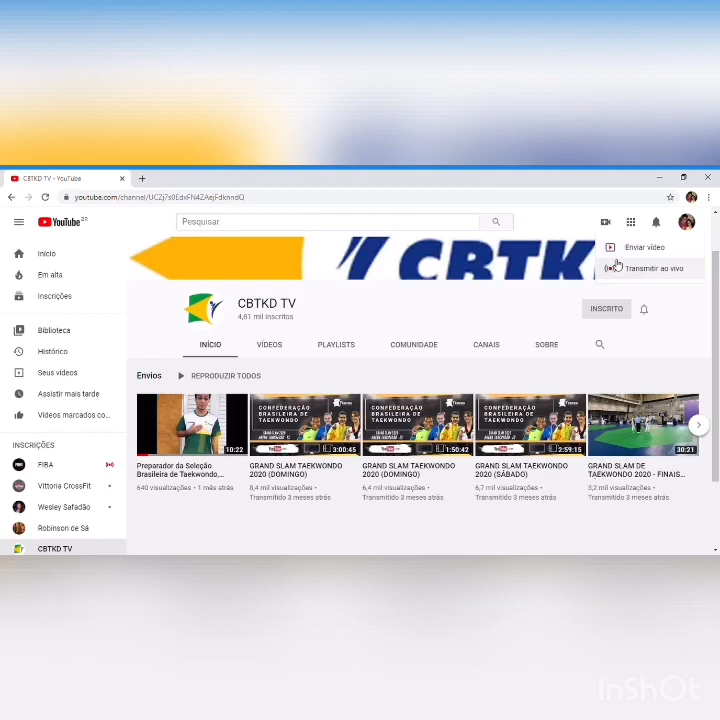 CBTKD TV - YouTube
youtube.com/channel/UCZj7s0EdxFN4ZAejFdknndQ
YouTube BR
Pesquisar
Enviar vídeo
Transmitir ao vivo
CBTK
Início
Em alta
Inscrições
Biblioteca
Histórico
Seus vídeos
Assistir mais tarde
Vídeos marcados co...
INSCRIÇÕES
FIBA
Vittoria CrossFit
Wesley Safadão
Robinson de Sá
CBTKD TV
CBTKD TV
4,81 mil inscritos
INSCRITO
INÍCIO VÍDEOS PLAYLISTS COMUNIDADE CANAIS SOBRE
Envios REPRODUZIR TODOS
10:22
Preparador da Seleção
Brasileira de Taekwondo,...
640 visualizações • 1 mês atrás
CONFEDERAÇÃO
BRASILEIRA DE
TAEKWONDO
3:00:45
GRAND SLAM TAEKWONDO
2020 (DOMINGO)
8,4 mil visualizações •
Transmitido 3 meses atrás
CONFEDERAÇÃO
BRASILEIRA DE
TAEKWONDO
1:50:42
GRAND SLAM TAEKWONDO
2020 (DOMINGO)
6,4 mil visualizações •
Transmitido 3 meses atrás
CONFEDERAÇÃO
BRASILEIRA DE
TAEKWONDO
2:59:15
GRAND SLAM TAEKWONDO
2020 (SÁBADO)
6,7 mil visualizações •
Transmitido 3 meses atrás
30:21
GRAND SLAM DE
TAEKWONDO 2020 - FINAIS...
3,2 mil visualizações •
Transmitido 3 meses atrás
InShOt